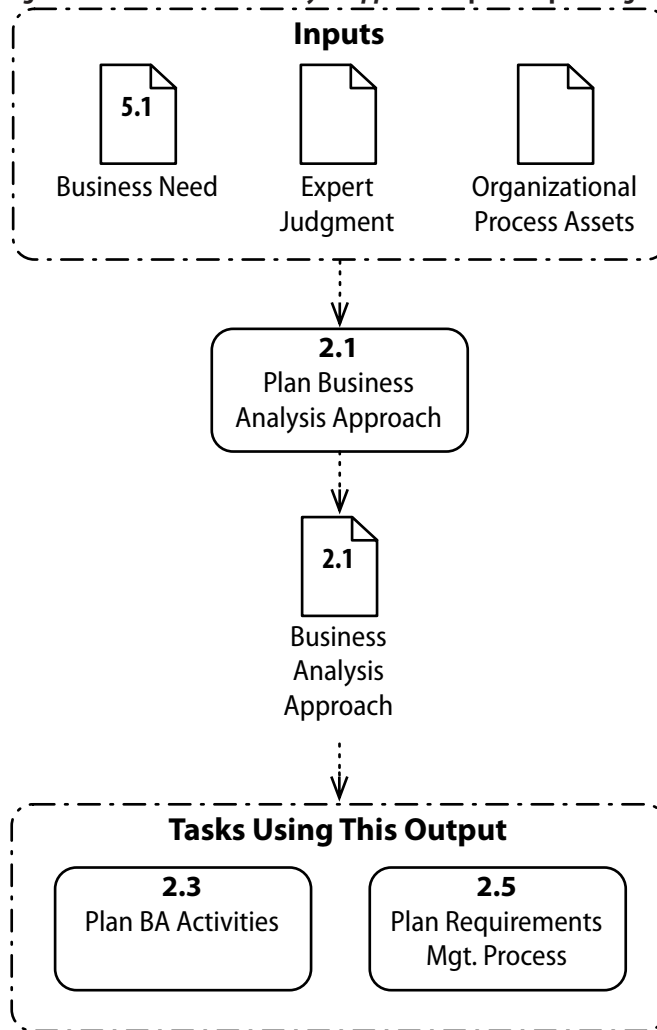 Inputs
5.1
Business Need
Expert
Judgment
Organizational
Process Assets
2.1
Plan Business
Analysis Approach
2.1
Business
Analysis
Approach
Tasks Using This Output
2.3
Plan BA Activities
2.5
Plan Requirements
Mgt. Process